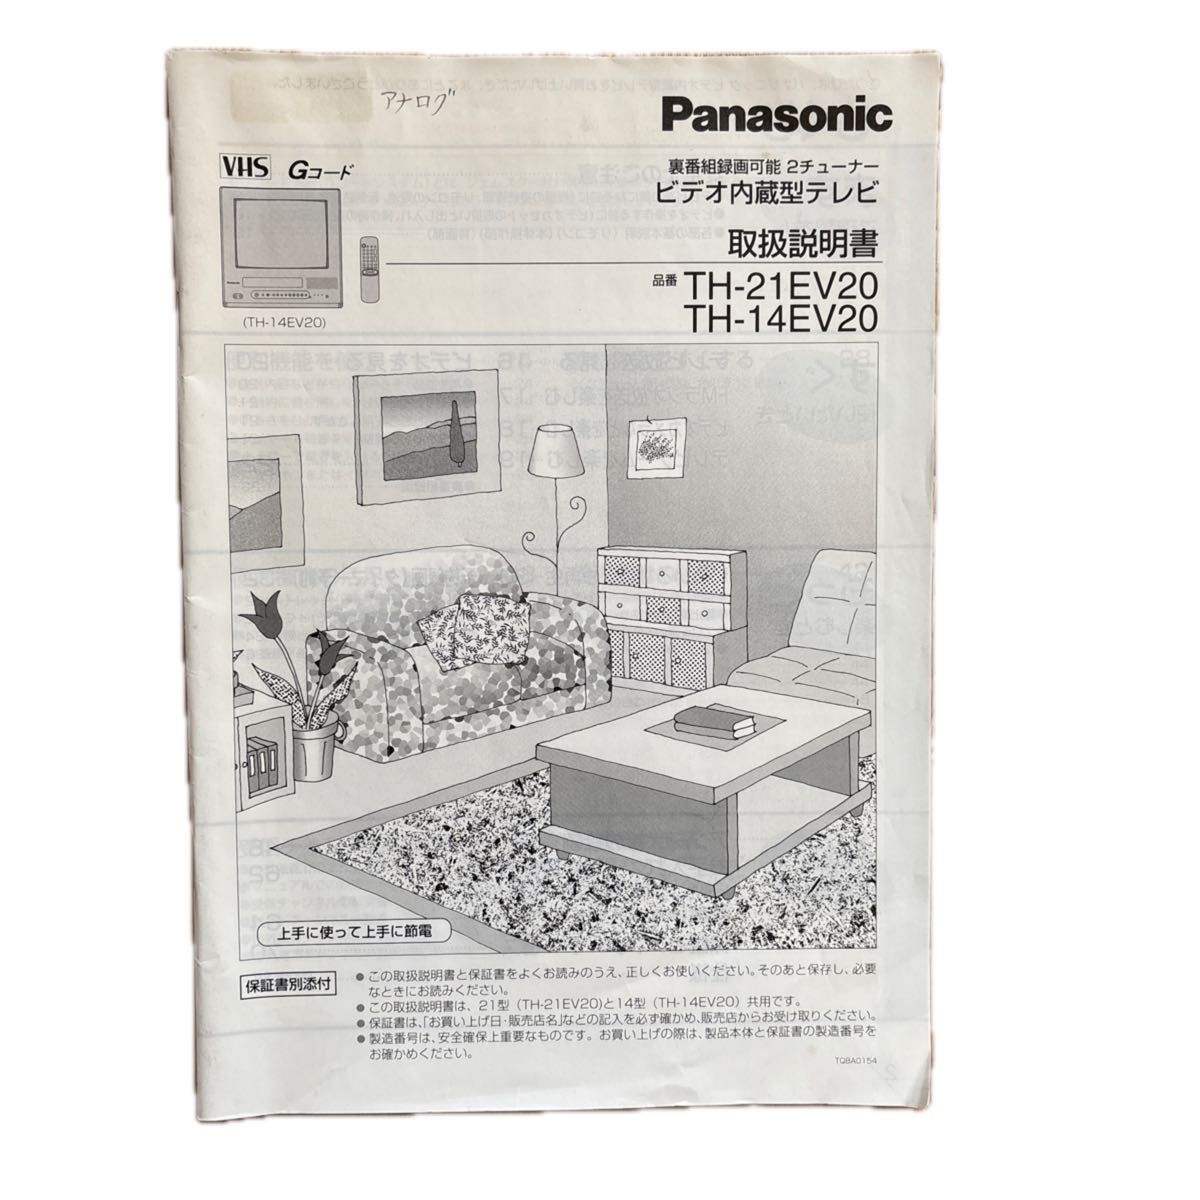 アナログ
Panasonic
VHS Gコード
裏番組録画可能 2チューナー
ビデオ内蔵型テレビ
取扱説明書
品番 TH-21EV20
TH-14EV20
(TH-14EV20)
上手に使って上手に節電
保証書別添付
● この取扱説明書と保証書をよくお読みのうえ、正しくお使いください。そのあと保存し、必要
なときにお読みください。
● この取扱説明書は、21型(TH-21EV20)と14型(TH-14EV20)共用です。
● 保証書は、「お買い上げ日・販売店名」などの記入を必ず確かめ、販売店からお受け取りください。
● 製造番号は、安全確保上重要なものです。お買い上げの際は、製品本体と保証書の製造番号を
お確かめください。
TQBA0154